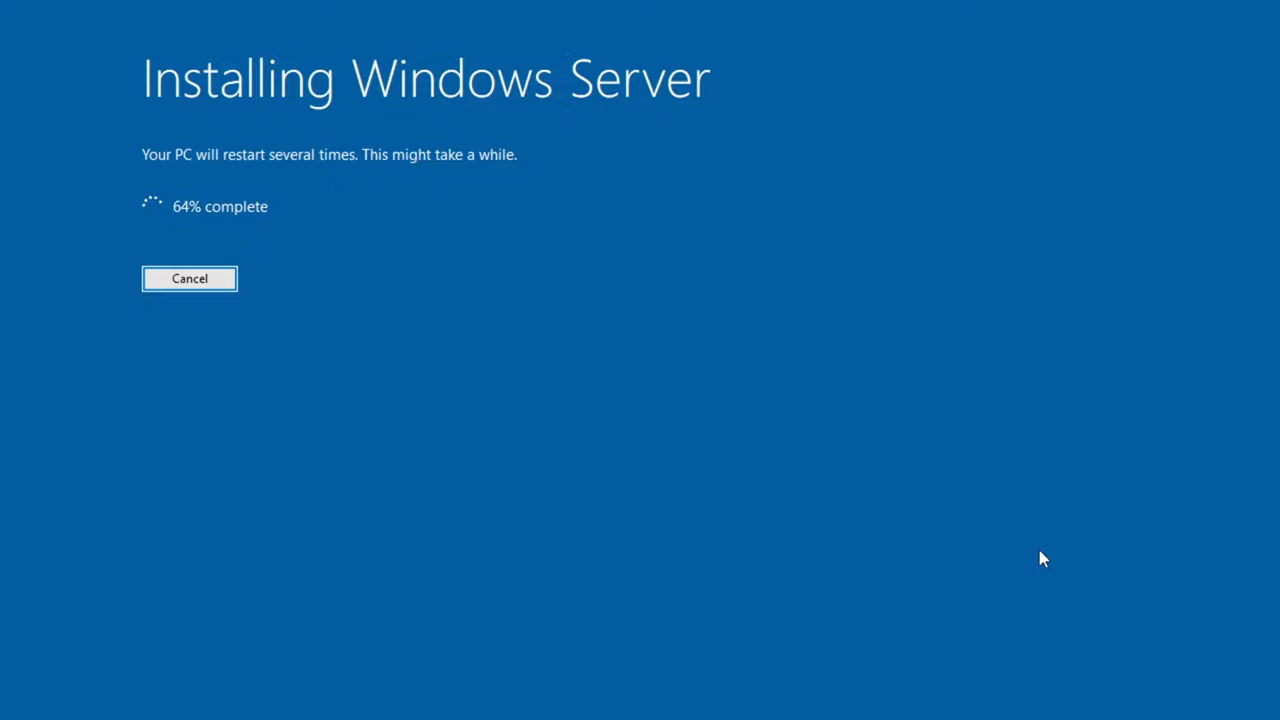 Installing Windows Server
Your PC will restart several times. This might take a while.
64% complete
Cancel